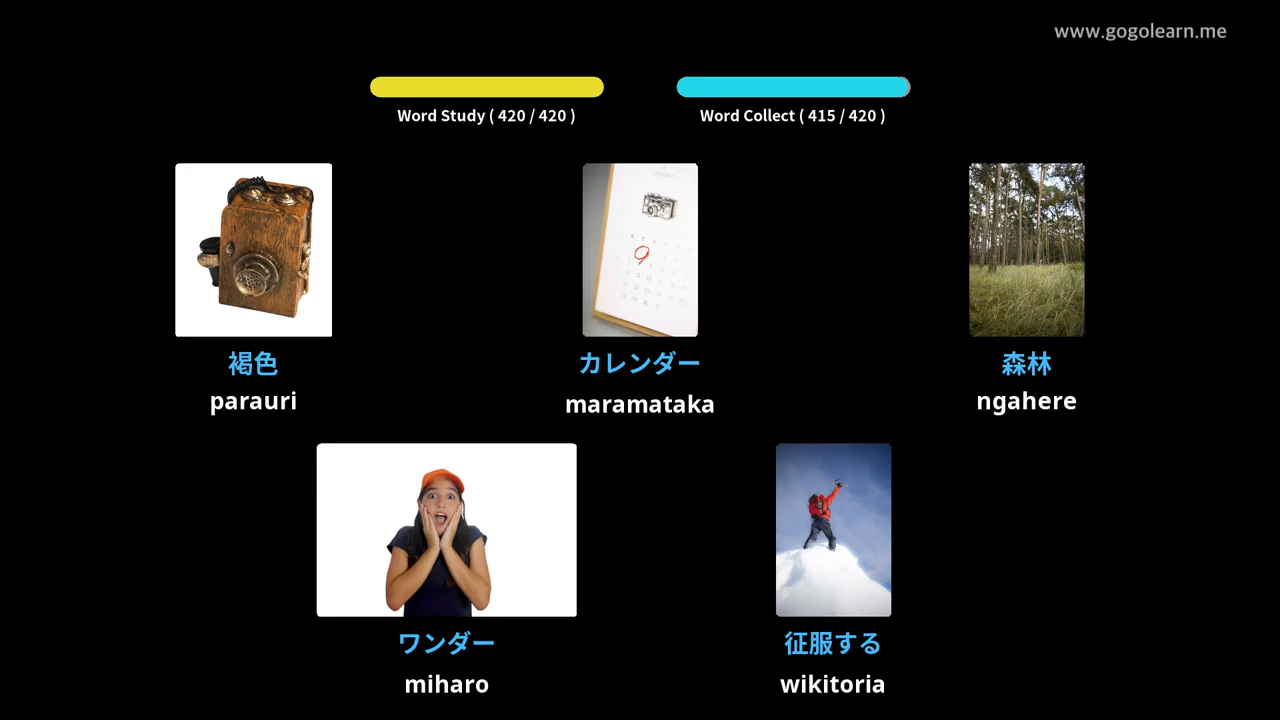 www.gogolearn.me
Word Study ( 420 / 420 )
Word Collect ( 415 / 420 )
褐色
parauri
カレンダー
maramataka
森林
ngahere
ワンダー
miharo
征服する
wikitoria